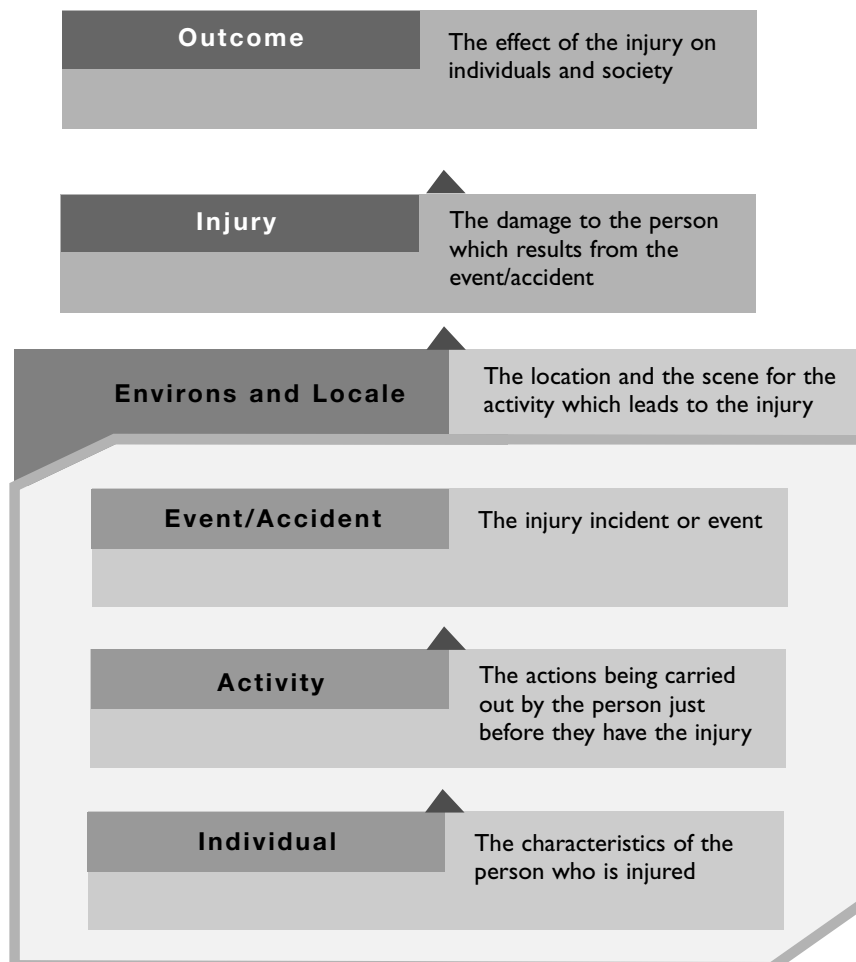 Outcome
The effect of the injury on
individuals and society
Injury
The damage to the person
which results from the
event/accident
Environs and Locale
The location and the scene for the
activity which leads to the injury
Event/Accident
The injury incident or event
Activity
The actions being carried
out by the person just
before they have the injury
Individual
The characteristics of the
person who is injured